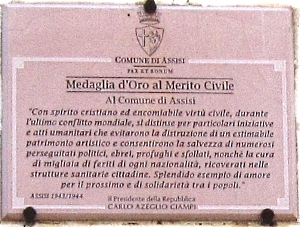 COMUNE DI ASSISI
PAX ET BONUM
Medaglia d'Oro al Merito Civile
Al Comune di Assisi
"Con spirito cristiano ed encomiabile virtù civile, durante
l'ultimo conflitto mondiale, si distinse per particolari iniziative
e atti umanitari che evitarono la distruzione di un estimabile
patrimonio artistico e consentirono la salvezza di numerosi
perseguitati politici, ebrei, profughi e sfollati, nonché la cura
di migliaia di feriti di ogni nazionalità, ricoverati nelle
strutture sanitarie cittadine. Splendido esempio di amore
per il prossimo e di solidarietà tra i popoli."
ASSISI 1943/1944
Il Presidente della Repubblica
CARLO AZEGLIO CIAMPI